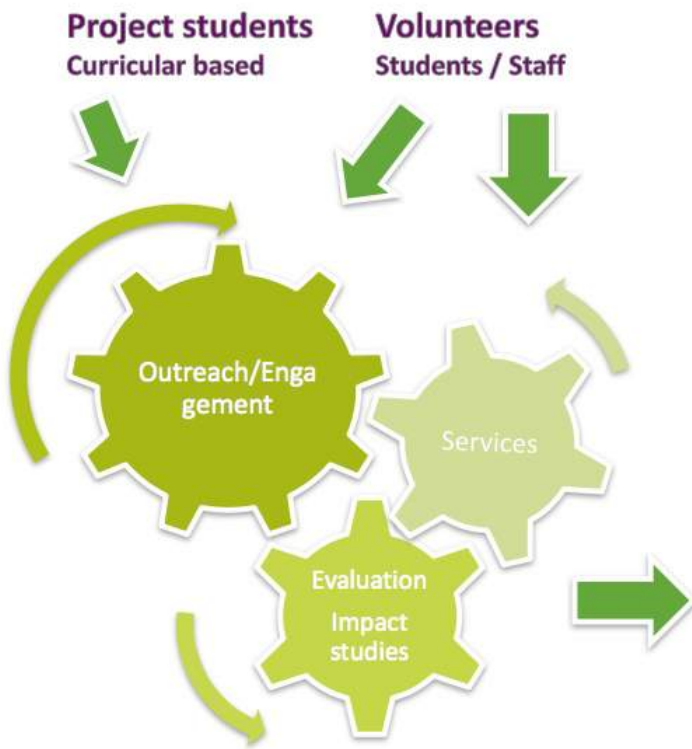 Project students
Curricular based
Volunteers
Students / Staff
Outreach/Enga
gement
Services
Evaluation
Impact
studies